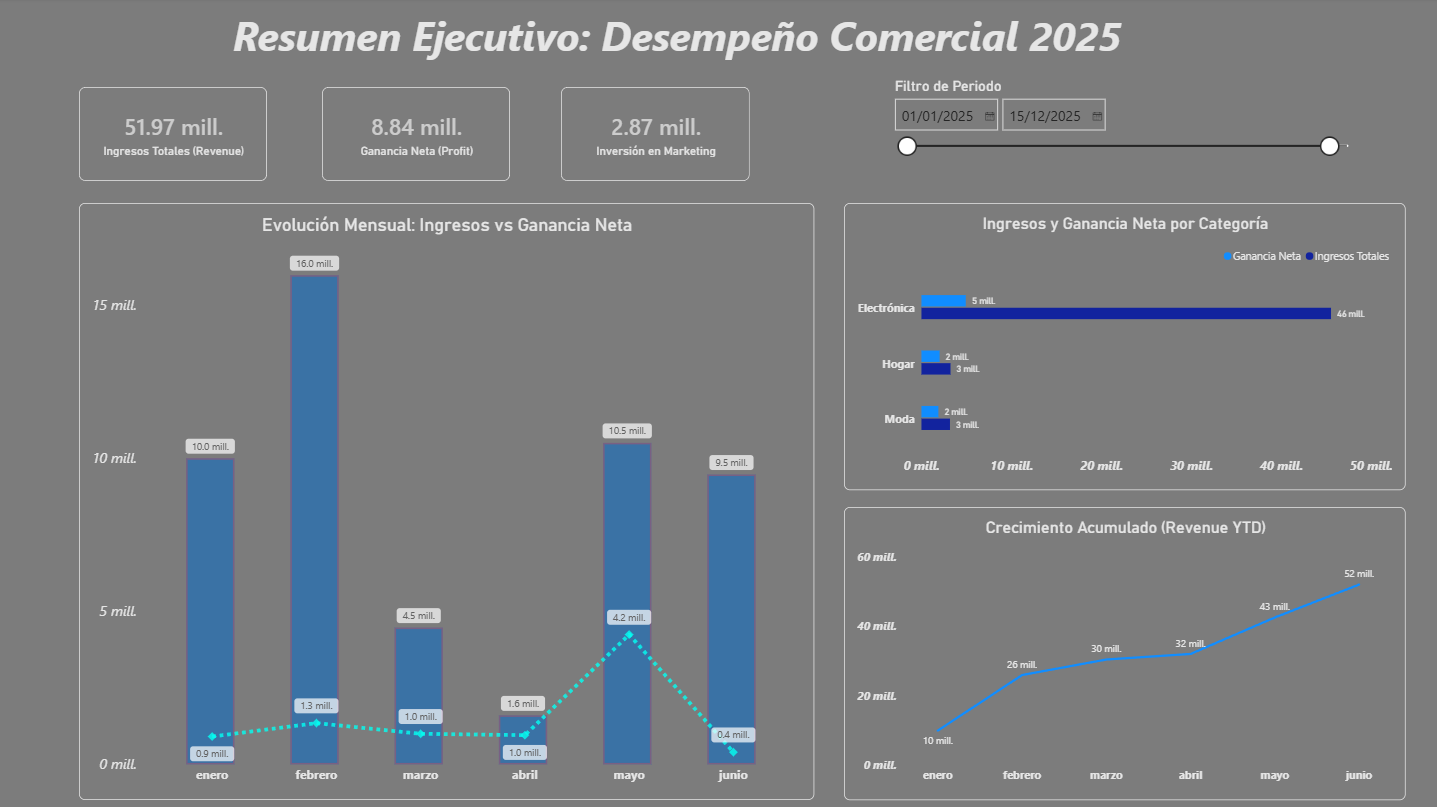 Resumen Ejecutivo: Desempeño Comercial 2025
51.97 mill.
Ingresos Totales (Revenue)
8.84 mill.
Ganancia Neta (Profit)
2.87 mill.
Inversión en Marketing
Filtro de Periodo
01/01/2025
15/12/2025
Evolución Mensual: Ingresos vs Ganancia Neta
15 mill.
10 mill.
5 mill.
0 mill.
10.0 mill.
16.0 mill.
4.5 mill.
1.6 mill.
10.5 mill.
9.5 mill.
0.9 mill.
1.3 mill.
1.0 mill.
1.0 mill.
4.2 mill.
0.4 mill.
enero
febrero
marzo
abril
mayo
junio
Ingresos y Ganancia Neta por Categoría
Ganancia Neta
Ingresos Totales
Electrónica
5 mill.
46 mill.
Hogar
2 mill.
3 mill.
Moda
2 mill.
3 mill.
0 mill.
10 mill.
20 mill.
30 mill.
40 mill.
50 mill.
Crecimiento Acumulado (Revenue YTD)
60 mill.
40 mill.
20 mill.
0 mill.
10 mill.
26 mill.
30 mill.
32 mill.
43 mill.
52 mill.
enero
febrero
marzo
abril
mayo
junio